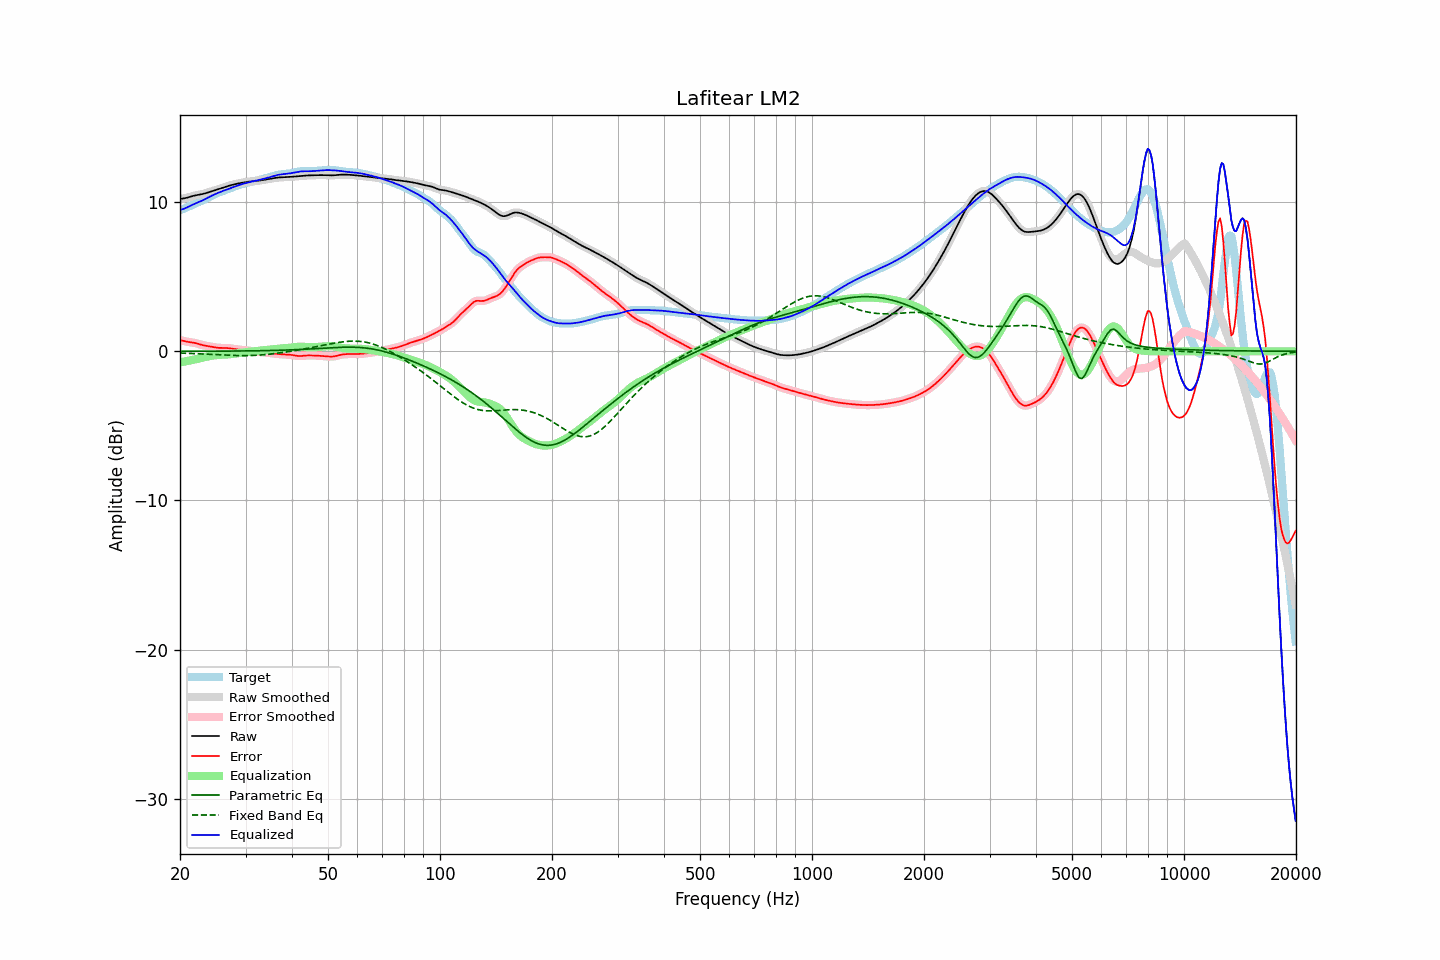 Lafitear LM2
10
0
−10
−20
−30
Amplitude (dBr)
Target
Raw Smoothed
Error Smoothed
Raw
Error
Equalization
Parametric Eq
Fixed Band Eq
Equalized
20 50 100 200 500 1000 2000 5000 10000 20000
Frequency (Hz)